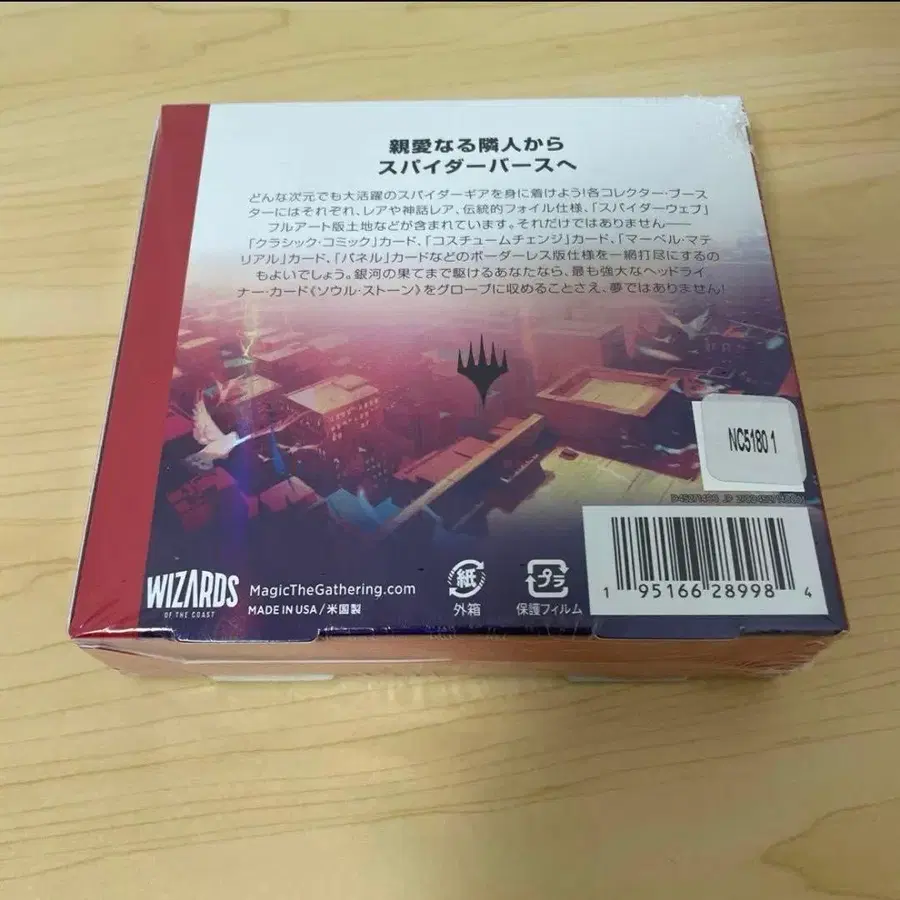 親愛なる隣人から
スパイダーバースへ
どんな次元でも大活躍のスパイダーギアを身に着けよう!各コレクター・ブース
ターにはそれぞれ、レアや神話レア、伝統的フォイル仕様、「スパイダーウェブ」
フルアート版土地などが含まれています。それだけではありません──
「クラシック・コミック」カード、「コスチュームチェンジ」カード、「マーベル・マテ
リアル」カード、「パネル」カードなどのボーダーレス版仕様を一網打尽にするの
もよいでしょう。銀河の果てまで駆けるあなたなら、最も強大なヘッドライ
ナー・カード《ソウル・ストーン》をグローブに収めることさえ、夢ではありません!
NC5180 1
WIZARDS
OF THE COAST
MagicTheGathering.com
MADE IN USA/米国製
紙
外箱
プラ
保護フィルム
1 95166 28998 4